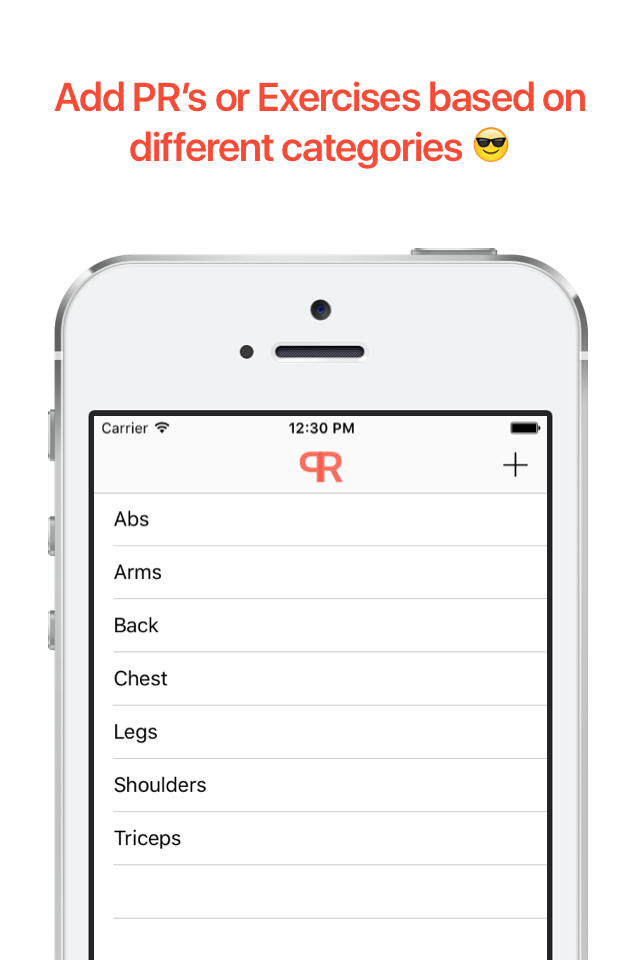 Add PR’s or Exercises based on
different categories 😎
Carrier 12:30 PM
PR
Abs
Arms
Back
Chest
Legs
Shoulders
Triceps